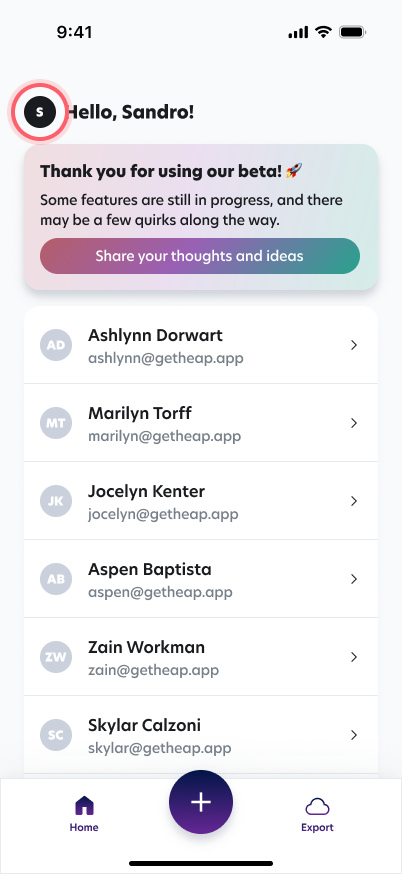 9:41
S
Hello, Sandro!
Thank you for using our beta! 🚀
Some features are still in progress, and there
may be a few quirks along the way.
Share your thoughts and ideas
AD
Ashlynn Dorwart
ashlynn@getheap.app
MT
Marilyn Torff
marilyn@getheap.app
JK
Jocelyn Kenter
jocelyn@getheap.app
AB
Aspen Baptista
aspen@getheap.app
ZW
Zain Workman
zain@getheap.app
SC
Skylar Calzoni
skylar@getheap.app
Home
Export